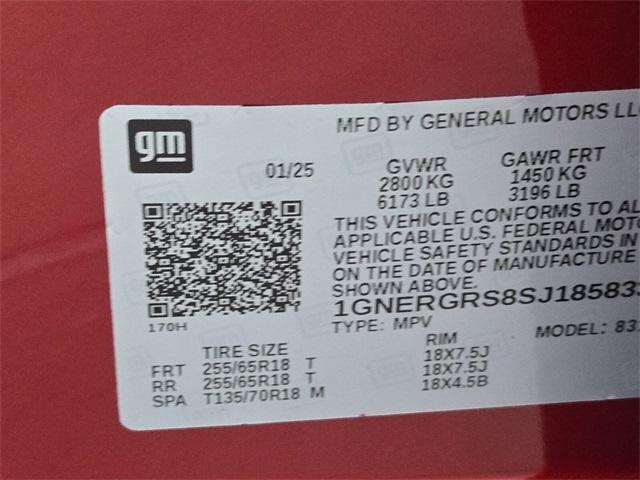 gm
MFD BY GENERAL MOTORS LLC
01/25
GVWR
2800 KG
6173 LB
GAWR FRT
1450 KG
3196 LB
THIS VEHICLE CONFORMS TO AL
APPLICABLE U.S. FEDERAL MOTO
VEHICLE SAFETY STANDARDS IN
ON THE DATE OF MANUFACTURE
SHOWN ABOVE.
1GNERGRS8SJ18583
TYPE: MPV
MODEL: 83
170H
TIRE SIZE RIM
FRT 255/65R18 T 18X7.5J
RR 255/65R18 T 18X7.5J
SPA T135/70R18 M 18X4.5B